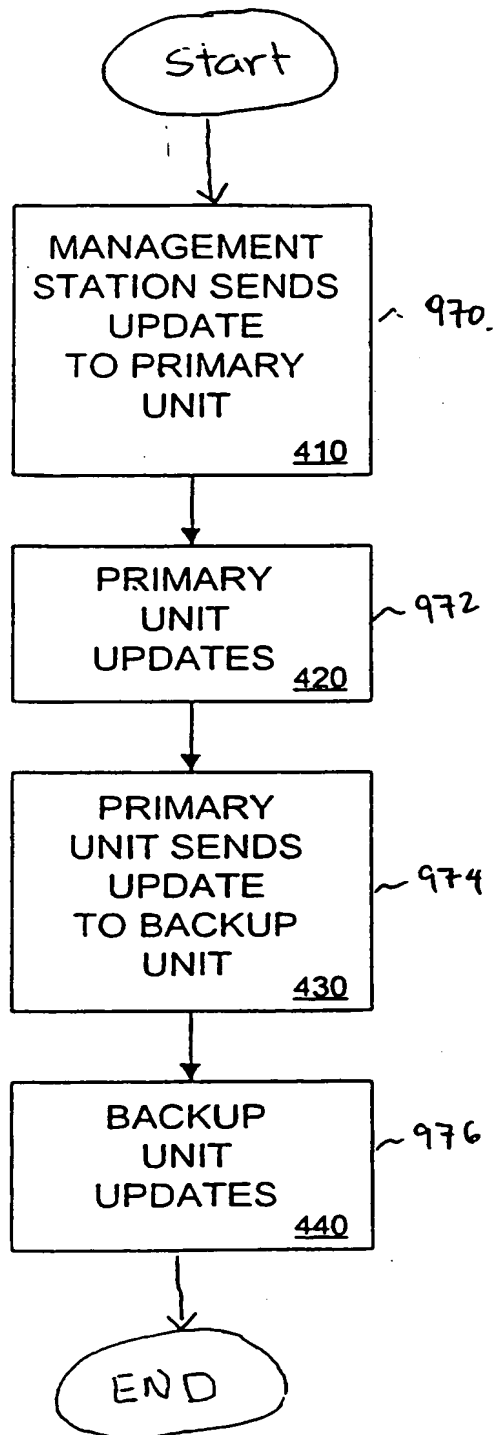 Start
MANAGEMENT
STATION SENDS
UPDATE
TO PRIMARY
UNIT
410
970.
PRIMARY
UNIT
UPDATES
420
972
PRIMARY
UNIT SENDS
UPDATE
TO BACKUP
UNIT
430
974
BACKUP
UNIT
UPDATES
440
976
END